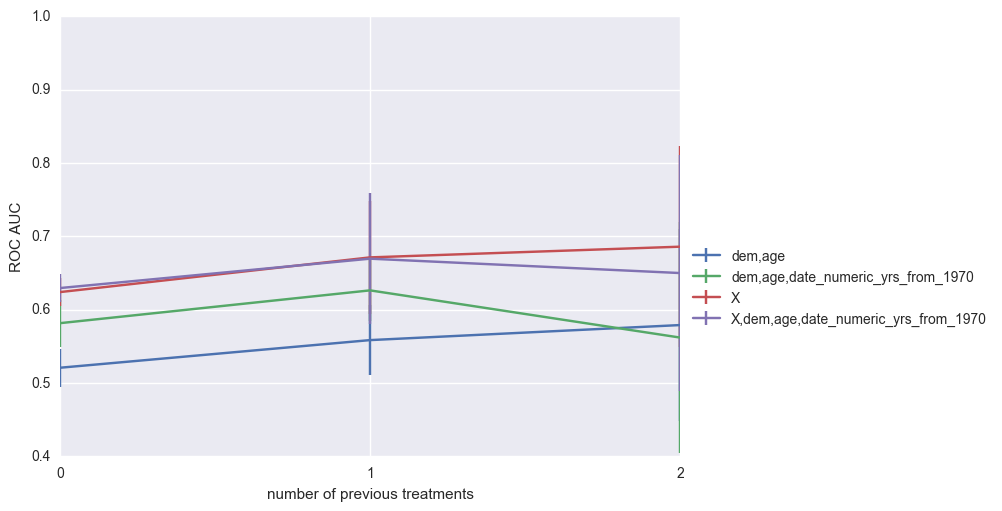 1.0
0.9
0.8
0.7
0.6
0.5
0.4
ROC AUC
0 1 2
number of previous treatments
dem,age
dem,age,date_numeric_yrs_from_1970
X
X,dem,age,date_numeric_yrs_from_1970